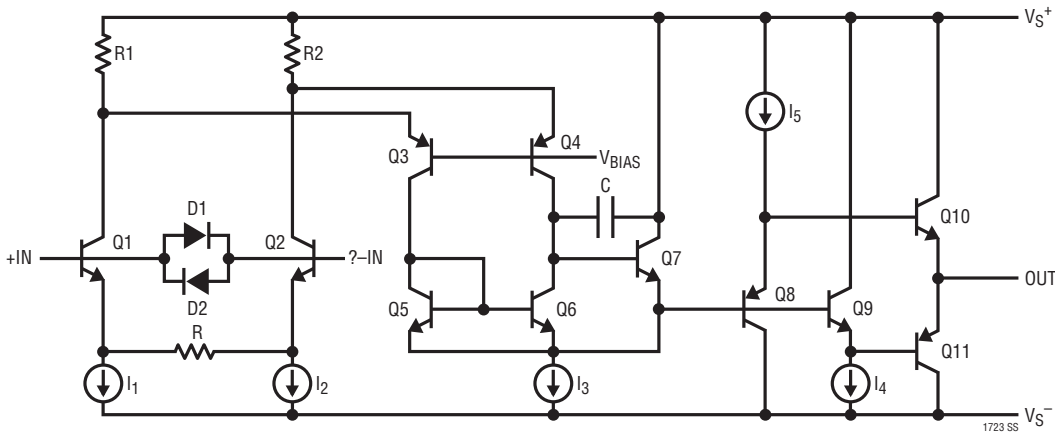 VS+
R1
R2
I5
Q3
Q4
VBIAS
C
D1
Q1
Q2
Q10
+IN
?–IN
Q7
OUT
D2
Q5
Q6
Q8
Q9
R
Q11
I1
I2
I3
I4
VS–
1723 SS